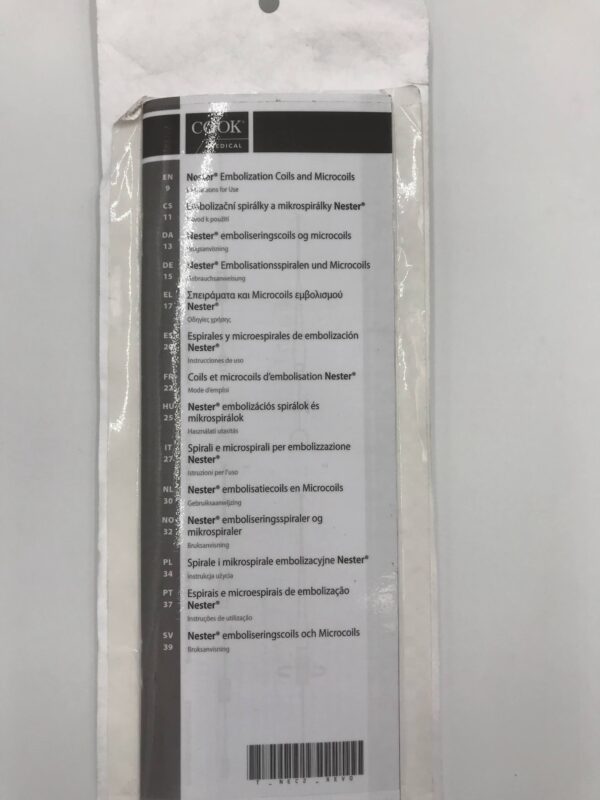 COOK®
MEDICAL
EN
9
Nester® Embolization Coils and Microcoils
Instructions for Use
CS
11
Embolizační spirálky a mikrospirálky Nester®
Návod k použití
DA
13
Nester® emboliseringscoils og microcoils
Brugsanvisning
DE
15
Nester® Embolisationsspiralen und Microcoils
Gebrauchsanweisung
EL
17
Σπειράματα και Microcoils εμβολισμού
Nester®
Οδηγίες χρήσης
ES
20
Espirales y microespirales de embolización
Nester®
Instrucciones de uso
FR
22
Coils et microcoils d’embolisation Nester®
Mode d’emploi
HU
25
Nester® embolizációs spirálok és
mikrospirálok
Használati utasítás
IT
27
Spirali e microspirali per embolizzazione
Nester®
Istruzioni per l’uso
NL
30
Nester® embolisatiecoils en Microcoils
Gebruiksaanwijzing
NO
32
Nester® emboliseringsspiraler og
mikrospiraler
Bruksanvisning
PL
34
Spirale i mikrospirale embolizacyjne Nester®
Instrukcja użycia
PT
37
Espirais e microespirais de embolização
Nester®
Instruções de utilização
SV
39
Nester® emboliseringscoils och Microcoils
Bruksanvisning